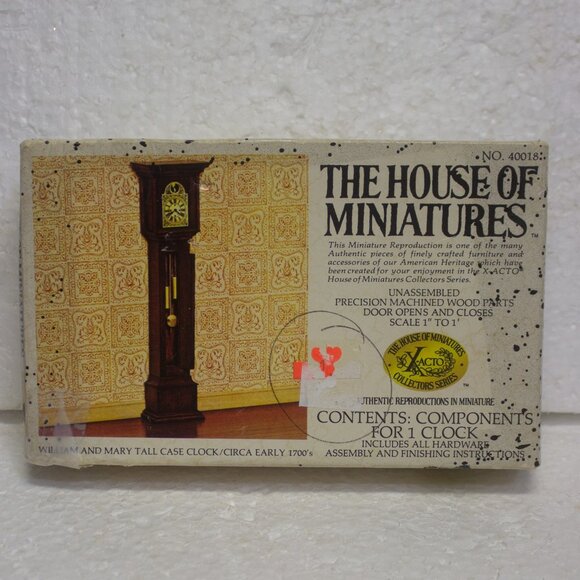 NO. 40018
THE HOUSE OF
MINIATURES™
This Miniature Reproduction is one of the many
Authentic pieces of finely crafted furniture and
accessories of our American Heritage which have
been created for your enjoyment in the X-ACTO®
House of Miniatures Collectors Series.
UNASSEMBLED
PRECISION MACHINED WOOD PARTS
DOOR OPENS AND CLOSES
SCALE 1" TO 1'
THE HOUSE OF MINIATURES
X-ACTO
COLLECTORS SERIES™
AUTHENTIC REPRODUCTIONS IN MINIATURE
CONTENTS: COMPONENTS
FOR 1 CLOCK
INCLUDES ALL HARDWARE
ASSEMBLY AND FINISHING INSTRUCTIONS
WILLIAM AND MARY TALL CASE CLOCK/CIRCA EARLY 1700's